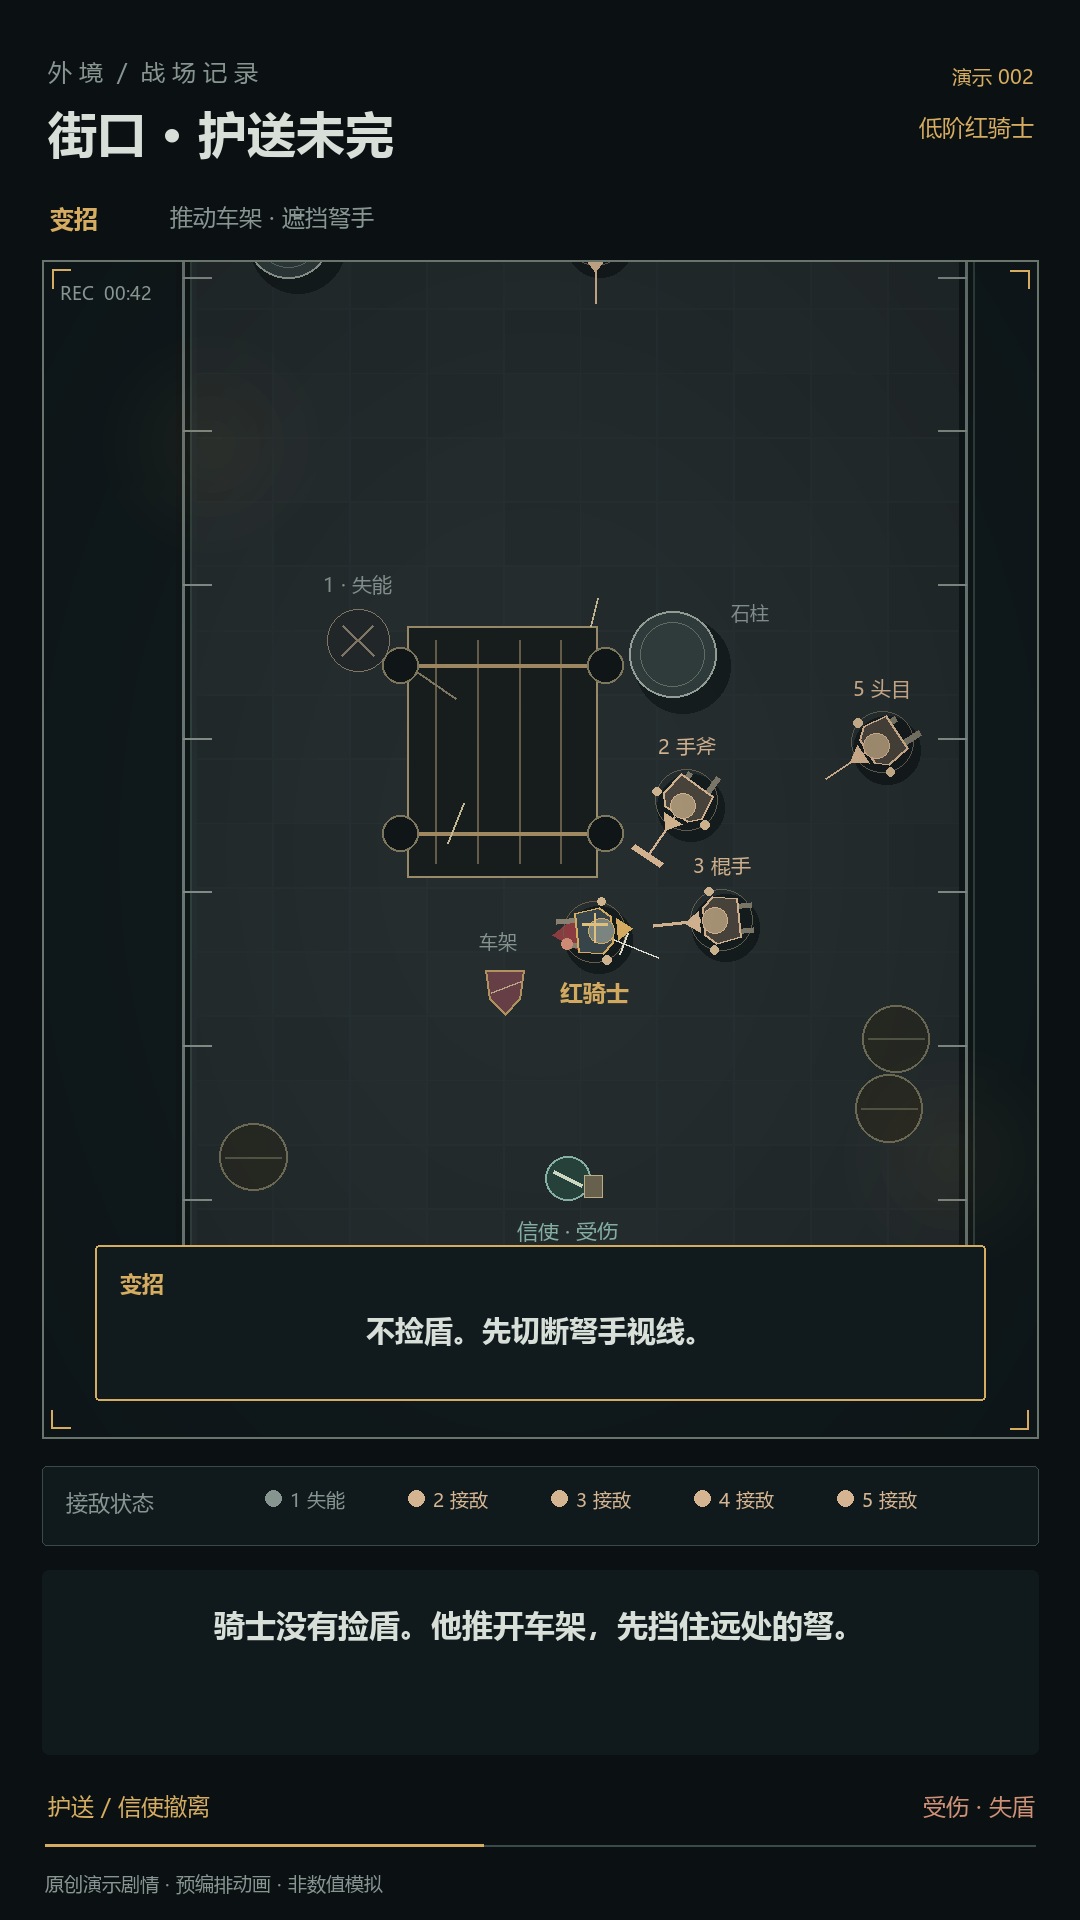 外境 / 战场记录
演示 002
街口·护送未完
低阶红骑士
变招 推动车架 · 遮挡弩手
REC 00:42
1 · 失能
石柱
5 头目
2 手斧
3 棍手
车架
红骑士
信使 · 受伤
变招
不捡盾。先切断弩手视线。
接敌状态 1 失能 2 接敌 3 接敌 4 接敌 5 接敌
骑士没有捡盾。他推开车架，先挡住远处的弩。
护送 / 信使撤离
受伤 · 失盾
原创演示剧情 · 预编排动画 · 非数值模拟